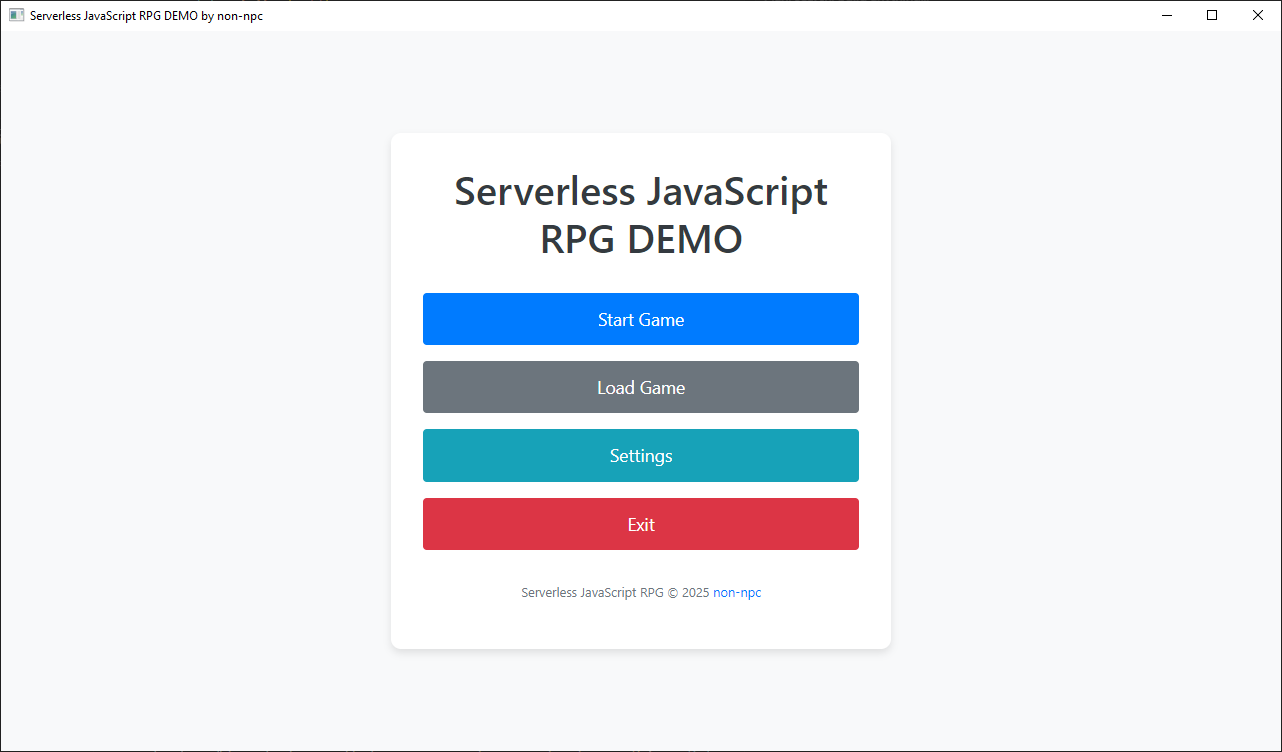 Serverless JavaScript RPG DEMO by non-npc
Serverless JavaScript
RPG DEMO
Start Game
Load Game
Settings
Exit
Serverless JavaScript RPG © 2025 non-npc